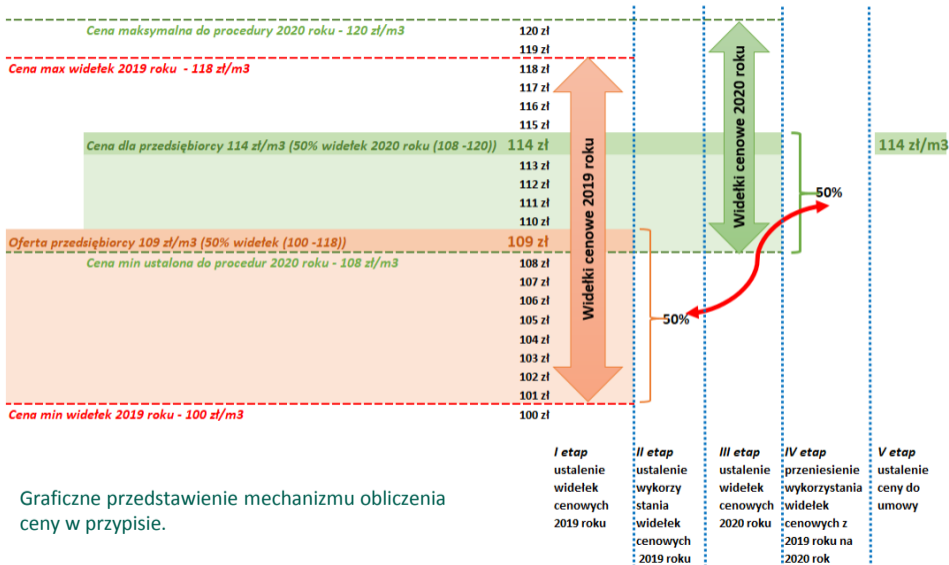 Cena maksymalna do procedury 2020 roku - 120 zł/m3
120 zł
119 zł
Cena max widełek 2019 roku - 118 zł/m3
118 zł
117 zł
116 zł
115 zł
Cena dla przedsiębiorcy 114 zł/m3 (50% widełek 2020 roku (108 -120))
114 zł
114 zł/m3
113 zł
112 zł
111 zł
110 zł
50%
Oferta przedsiębiorcy 109 zł/m3 (50% widełek (100 -118))
109 zł
Cena min ustalona do procedur 2020 roku - 108 zł/m3
108 zł
107 zł
106 zł
105 zł
50%
104 zł
103 zł
102 zł
101 zł
Cena min widełek 2019 roku - 100 zł/m3
100 zł
Widełki cenowe 2019 roku
Widełki cenowe 2020 roku
I etap
ustalenie
widełek
cenowych
2019 roku
II etap
ustalenie
wykorzy
stania
widełek
cenowych
2019 roku
III etap
ustalenie
widełek
cenowych
2020 roku
IV etap
przeniesienie
wykorzystania
widełek
cenowych z
2019 roku na
2020 rok
V etap
ustalenie
ceny do
umowy
Graficzne przedstawienie mechanizmu obliczenia
ceny w przypisie.